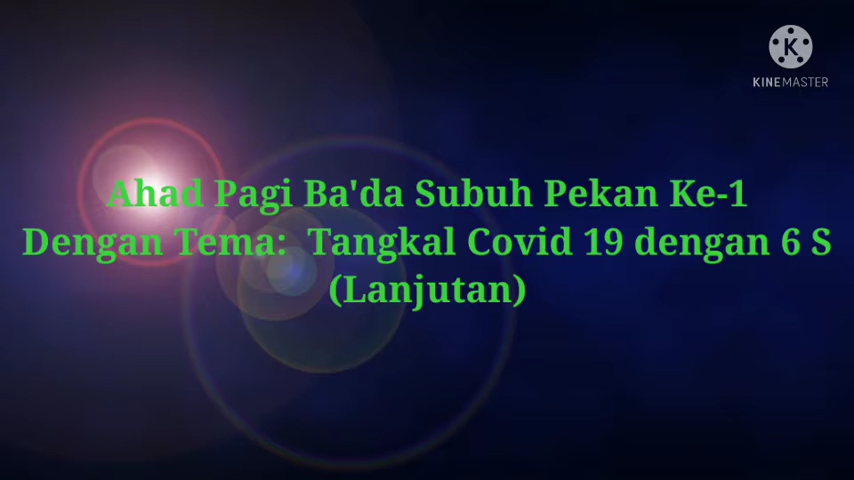 K
KINEMASTER
Ahad Pagi Ba'da Subuh Pekan Ke-1
Dengan Tema:  Tangkal Covid 19 dengan 6 S
(Lanjutan)